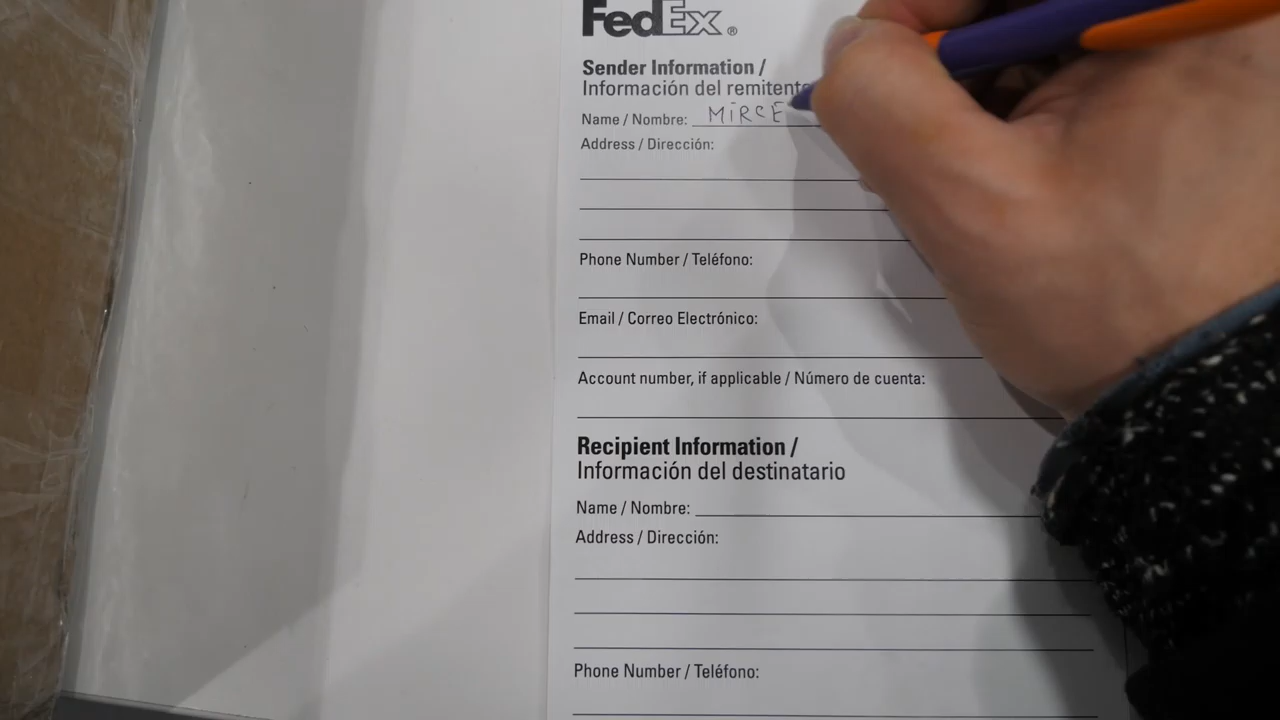 FedEx ®
Sender Information /
Información del remitente
Name / Nombre: MiRCE
Address / Dirección:
Phone Number / Teléfono:
Email / Correo Electrónico:
Account number, if applicable / Número de cuenta:
Recipient Information /
Información del destinatario
Name / Nombre:
Address / Dirección:
Phone Number / Teléfono: